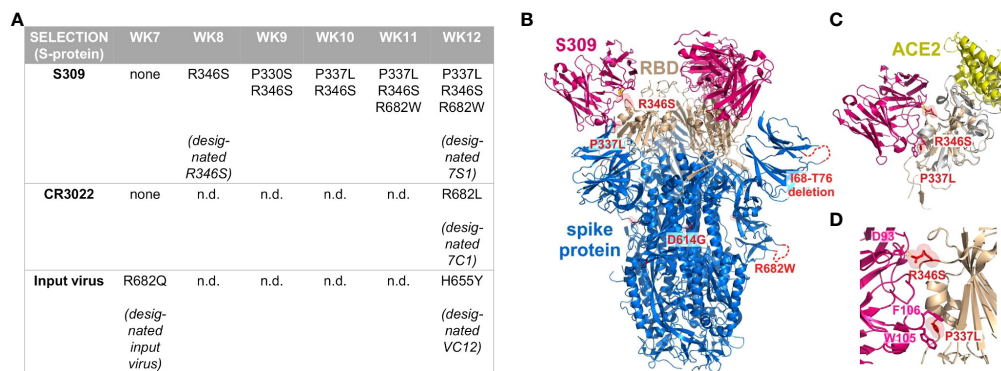 A
SELECTION WK7 WK8 WK9 WK10 WK11 WK12
(S-protein)
S309 none R346S P330S P337L P337L P337L
R346S R346S R346S R346S
R682W R682W
(desig- (desig-
nated nated
R346S) 7S1)
CR3022 none n.d. n.d. n.d. n.d. R682L
(desig-
nated
7C1)
Input virus R682Q n.d. n.d. n.d. n.d. H655Y
(desig- (desig-
nated nated
input VC12)
virus)
B
S309
RBD
R346S
P337L
I68-T76
deletion
spike
protein
D614G
R682W
C
ACE2
R346S
P337L
D
D93
R346S
F106
W105
P337L